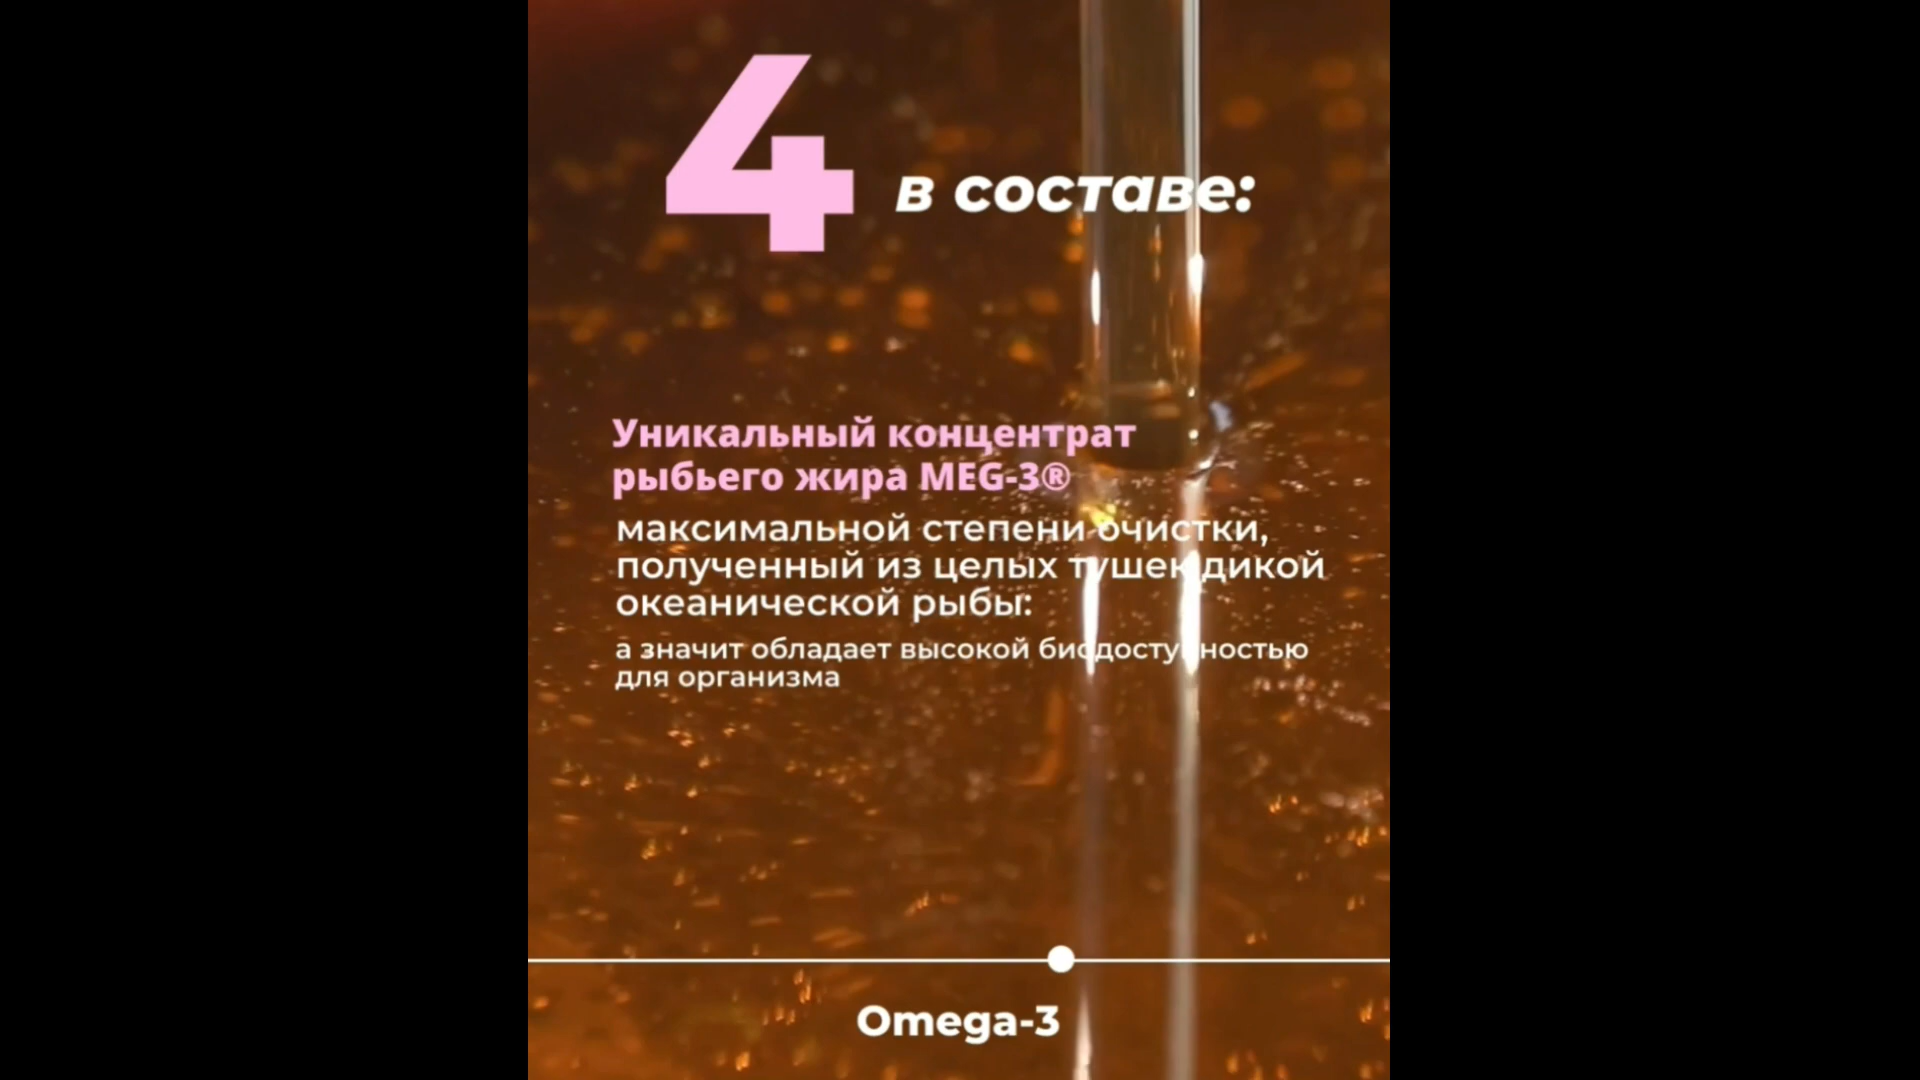 4 в составе:
Уникальный концентрат
рыбьего жира MEG-3®
максимальной степени очистки,
полученный из целых тушек дикой
океанической рыбы:
а значит обладает высокой биодоступностью
для организма
Omega-3